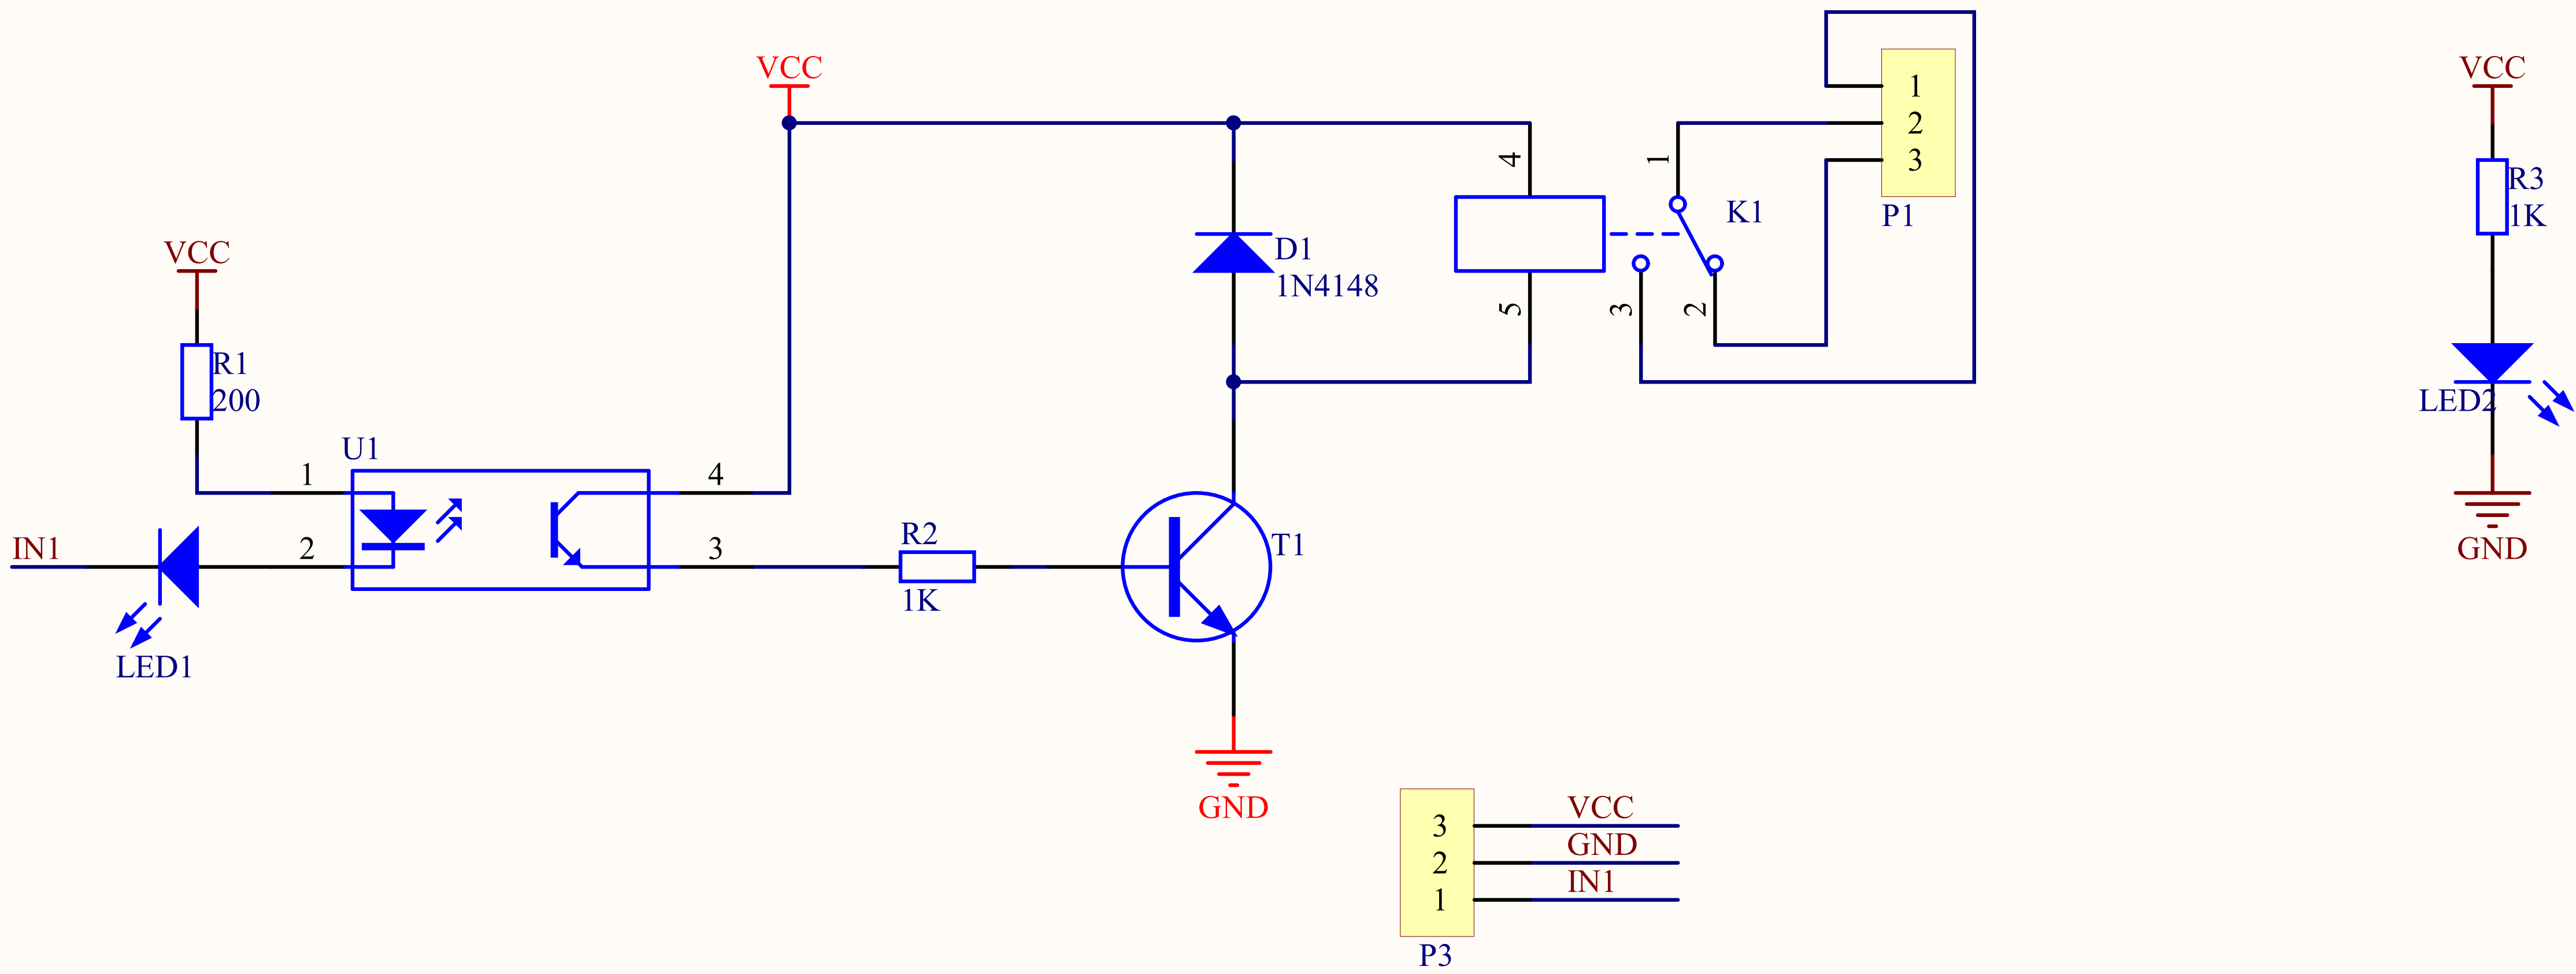 VCC
VCC
1
2
3
P1
4
1
K1
R3
1K
VCC
D1
1N4148
5
3
2
R1
200
LED2
U1
1
4
IN1
2
3
R2
1K
T1
GND
LED1
GND
3
VCC
2
GND
1
IN1
P3